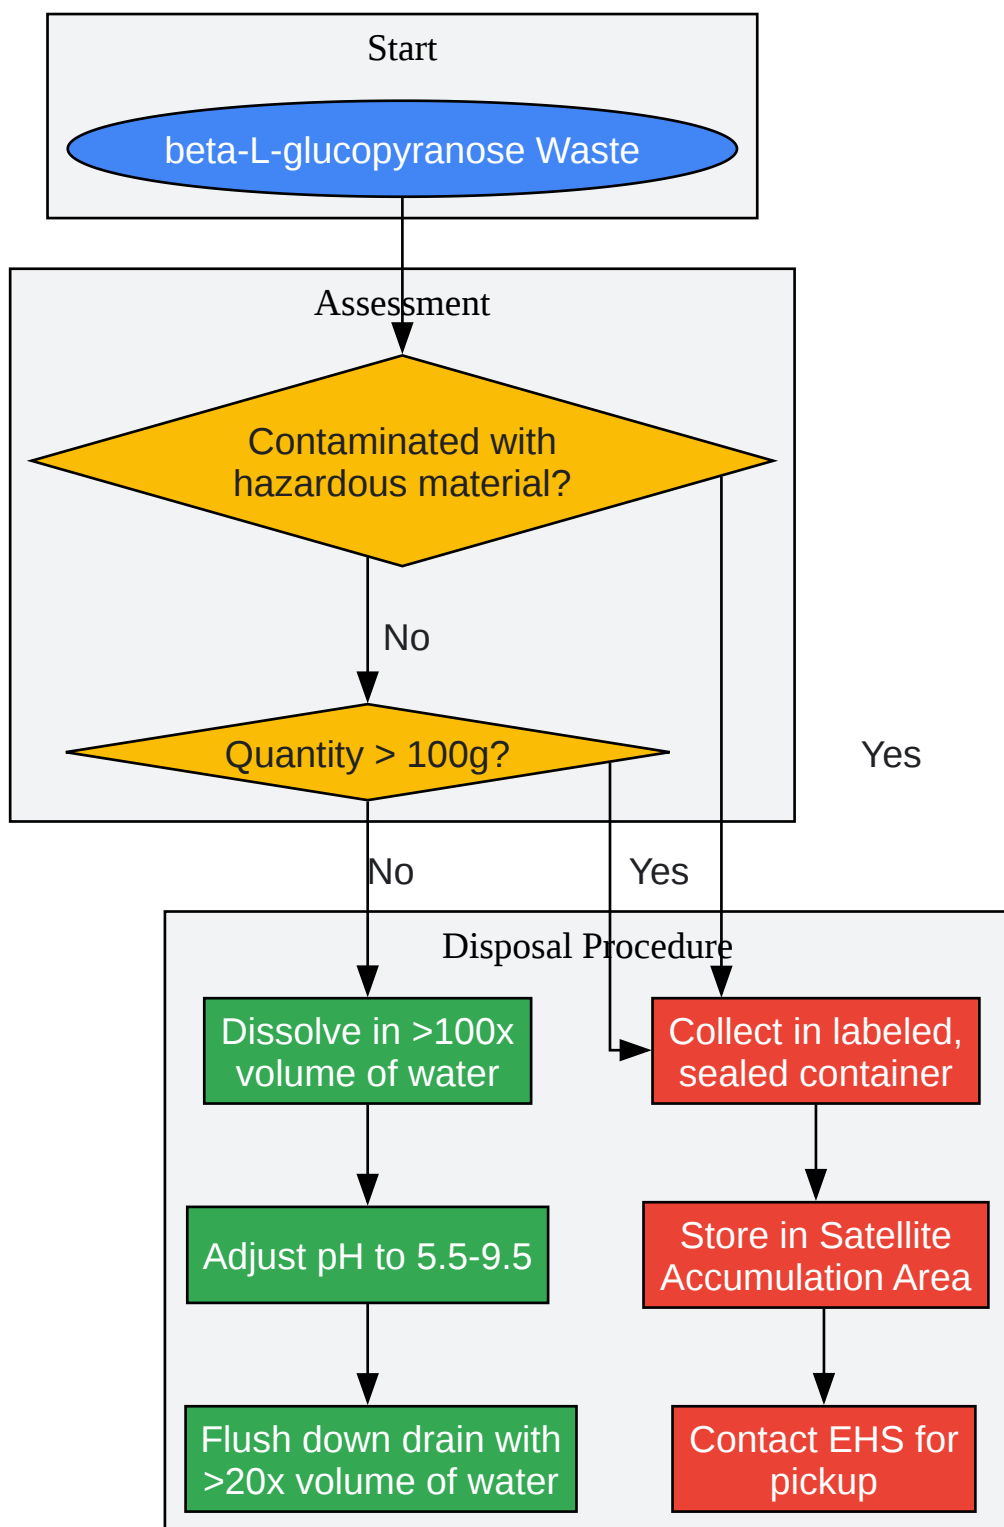 Start
beta-L-glucopyranose Waste
Assessment
Contaminated with
hazardous material?
No
Quantity > 100g?
Yes
No
Yes
Disposal Procedure
Dissolve in >100x
volume of water
Collect in labeled,
sealed container
Adjust pH to 5.5-9.5
Store in Satellite
Accumulation Area
Flush down drain with
>20x volume of water
Contact EHS for
pickup